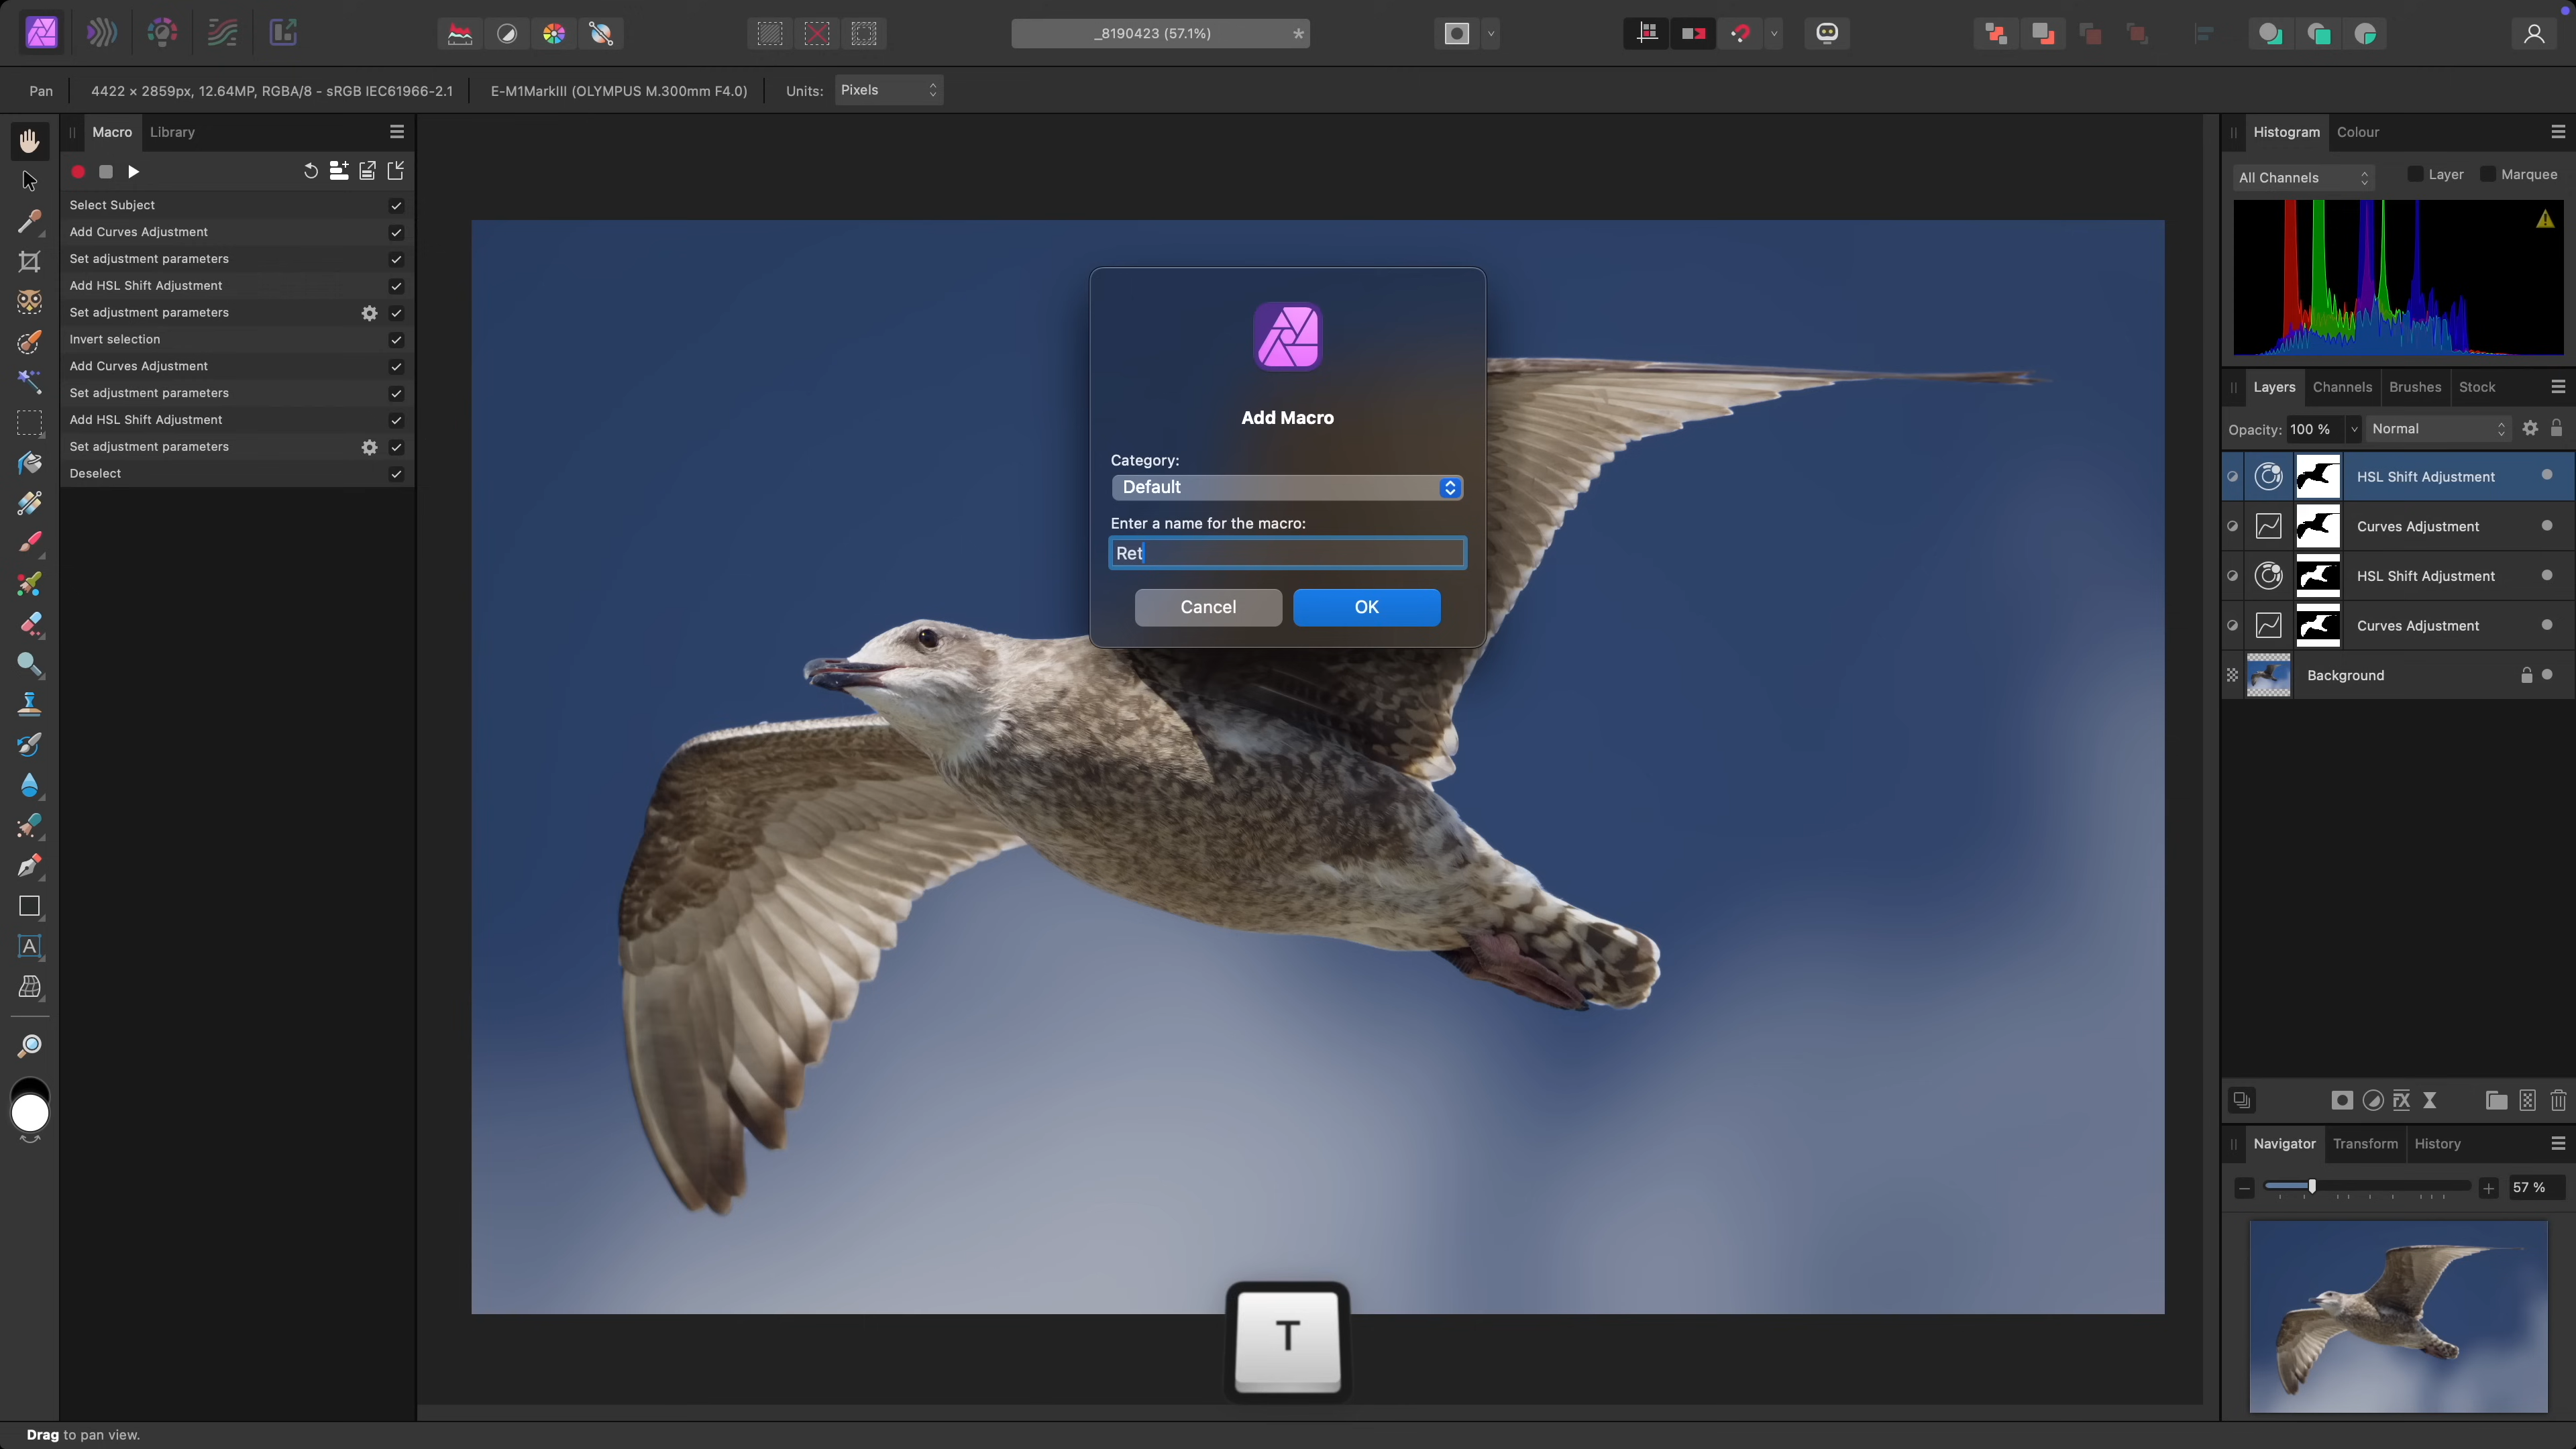 _8190423 (57.1%)
*
Pan
4422 × 2859px, 12.64MP, RGBA/8 - sRGB IEC61966-2.1
E-M1MarkIII (OLYMPUS M.300mm F4.0)
Units:
Pixels
Macro
Library
Select Subject
Add Curves Adjustment
Set adjustment parameters
Add HSL Shift Adjustment
Set adjustment parameters
Invert selection
Add Curves Adjustment
Set adjustment parameters
Add HSL Shift Adjustment
Set adjustment parameters
Deselect
Add Macro
Category:
Default
Enter a name for the macro:
Ret
Cancel
OK
T
Histogram
Colour
All Channels
Layer
Marquee
Layers
Channels
Brushes
Stock
Opacity:
100 %
Normal
HSL Shift Adjustment
Curves Adjustment
HSL Shift Adjustment
Curves Adjustment
Background
Navigator
Transform
History
57 %
Drag to pan view.